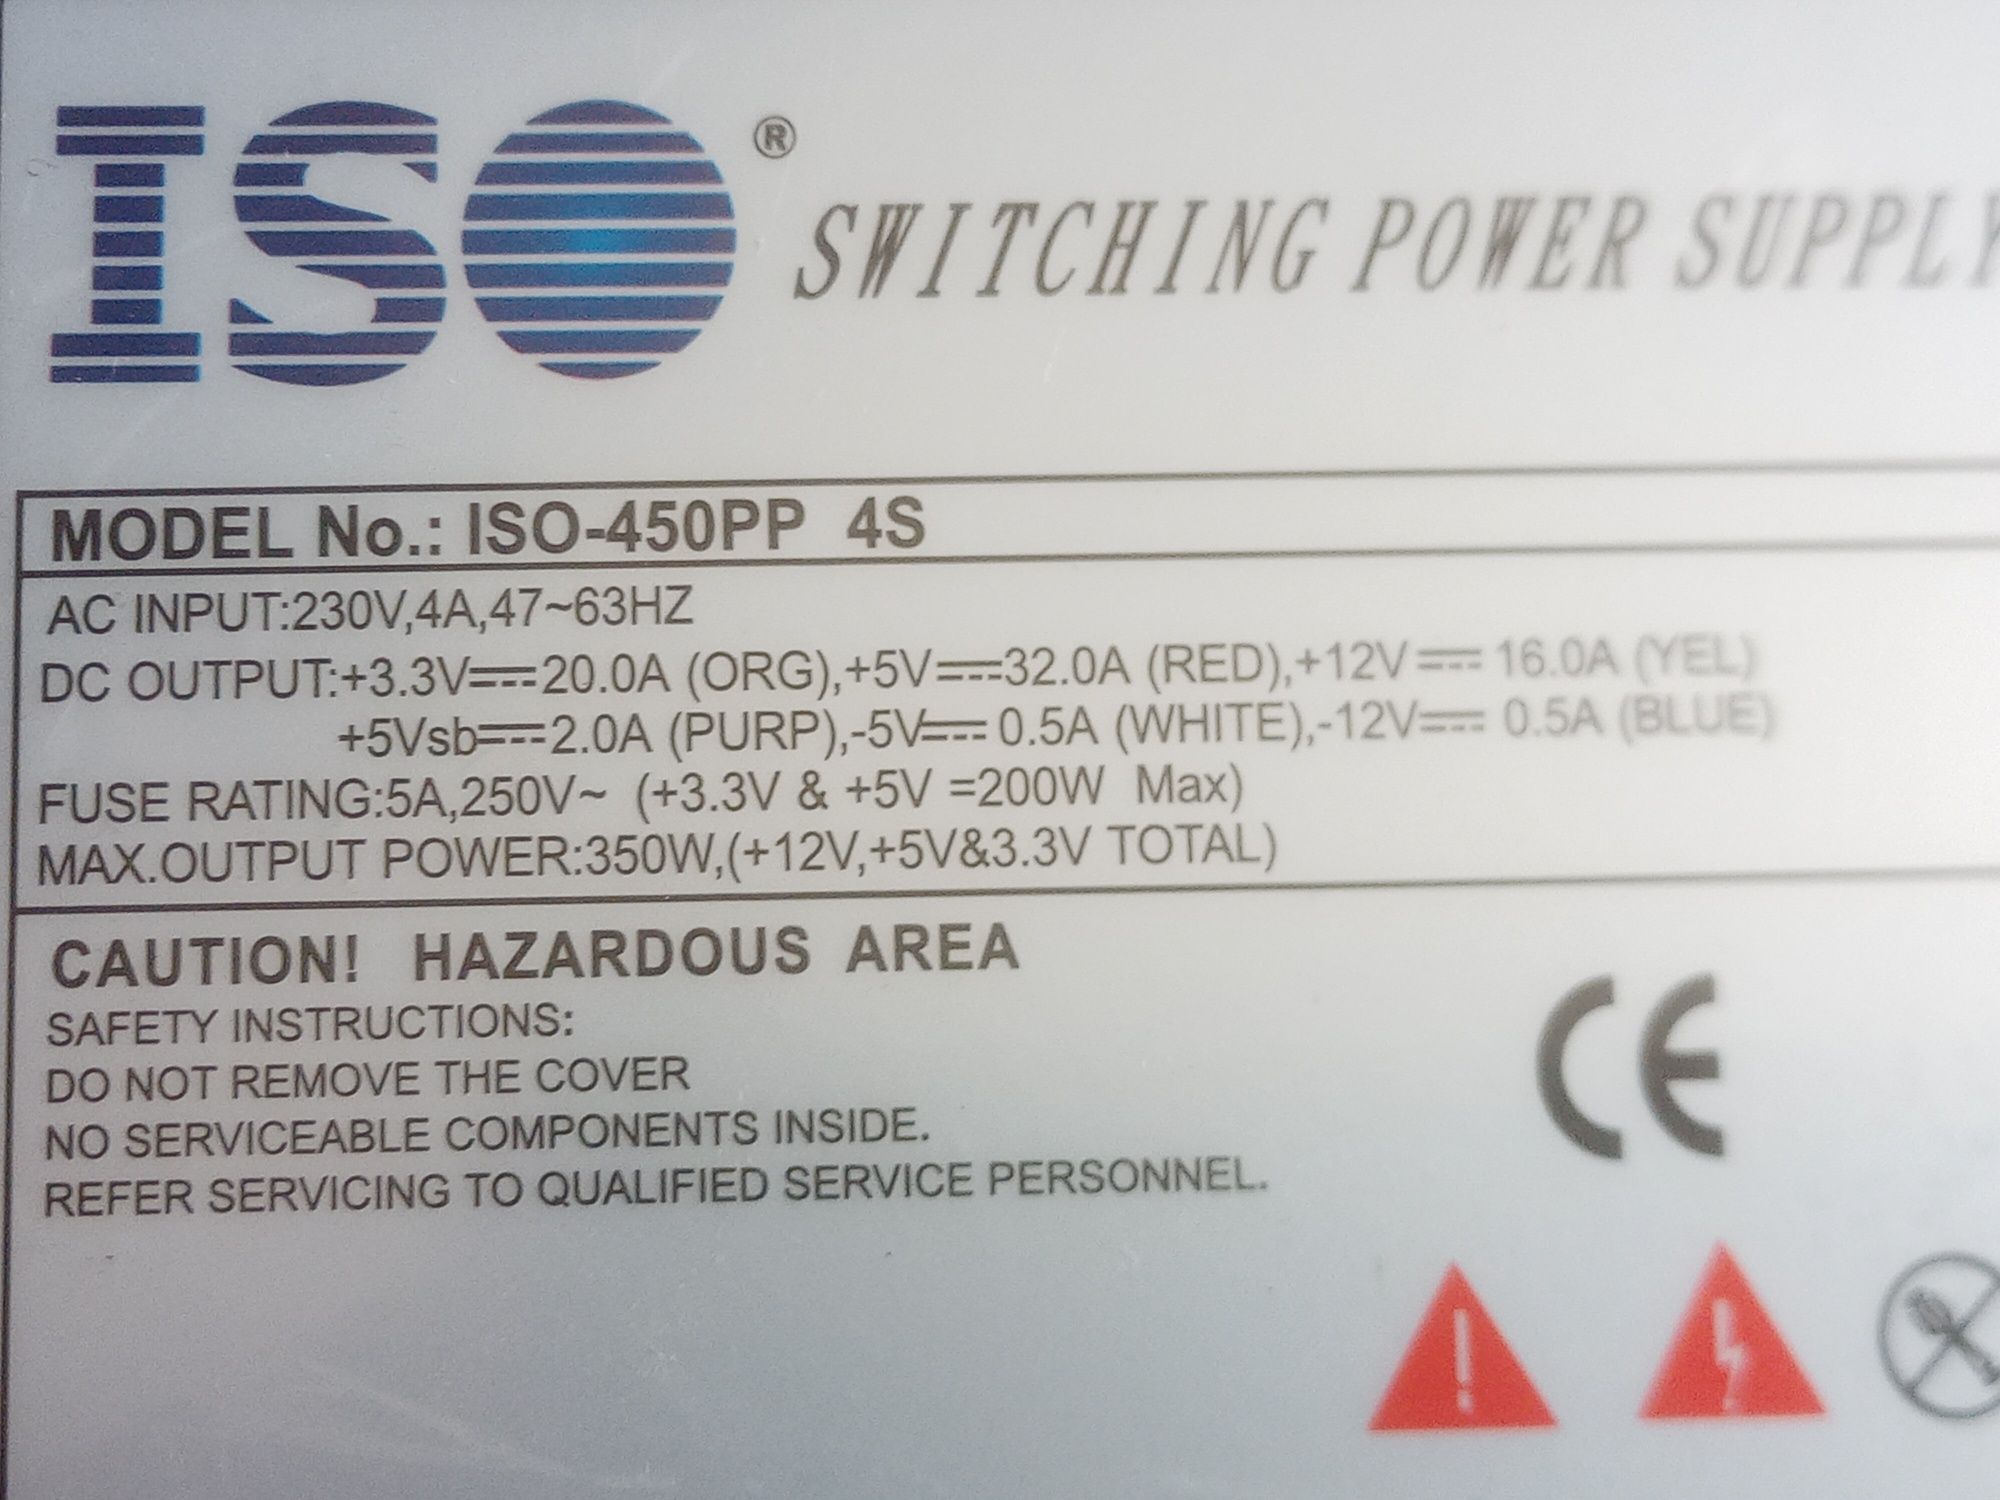 ISO® SWITCHING POWER SUPPLY
MODEL No.: ISO-450PP 4S
AC INPUT:230V,4A,47~63HZ
DC OUTPUT:+3.3V⎓20.0A (ORG),+5V⎓32.0A (RED),+12V⎓ 16.0A (YEL)
+5Vsb⎓2.0A (PURP),-5V⎓ 0.5A (WHITE),-12V⎓ 0.5A (BLUE)
FUSE RATING:5A,250V~ (+3.3V & +5V =200W Max)
MAX.OUTPUT POWER:350W,(+12V,+5V&3.3V TOTAL)
CAUTION! HAZARDOUS AREA
SAFETY INSTRUCTIONS:
DO NOT REMOVE THE COVER
NO SERVICEABLE COMPONENTS INSIDE.
REFER SERVICING TO QUALIFIED SERVICE PERSONNEL.
CE